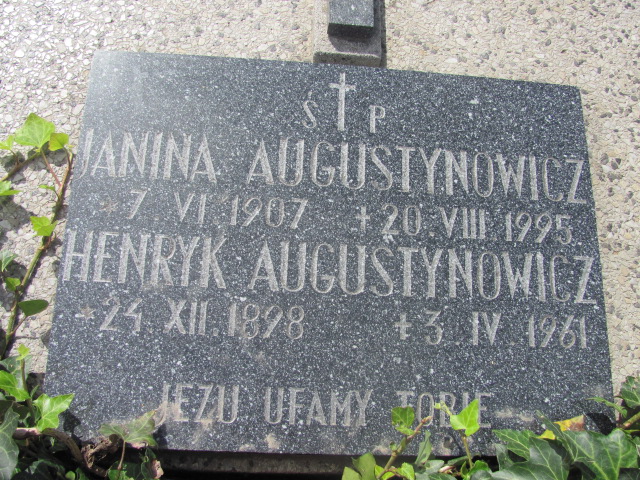 Ś P
JANINA AUGUSTYNOWICZ
* 7 VI 1907 + 20 VIII 1995
HENRYK AUGUSTYNOWICZ
* 24 XII. 1898 + 3 IV 1961
JEZU UFAMY TOBIE